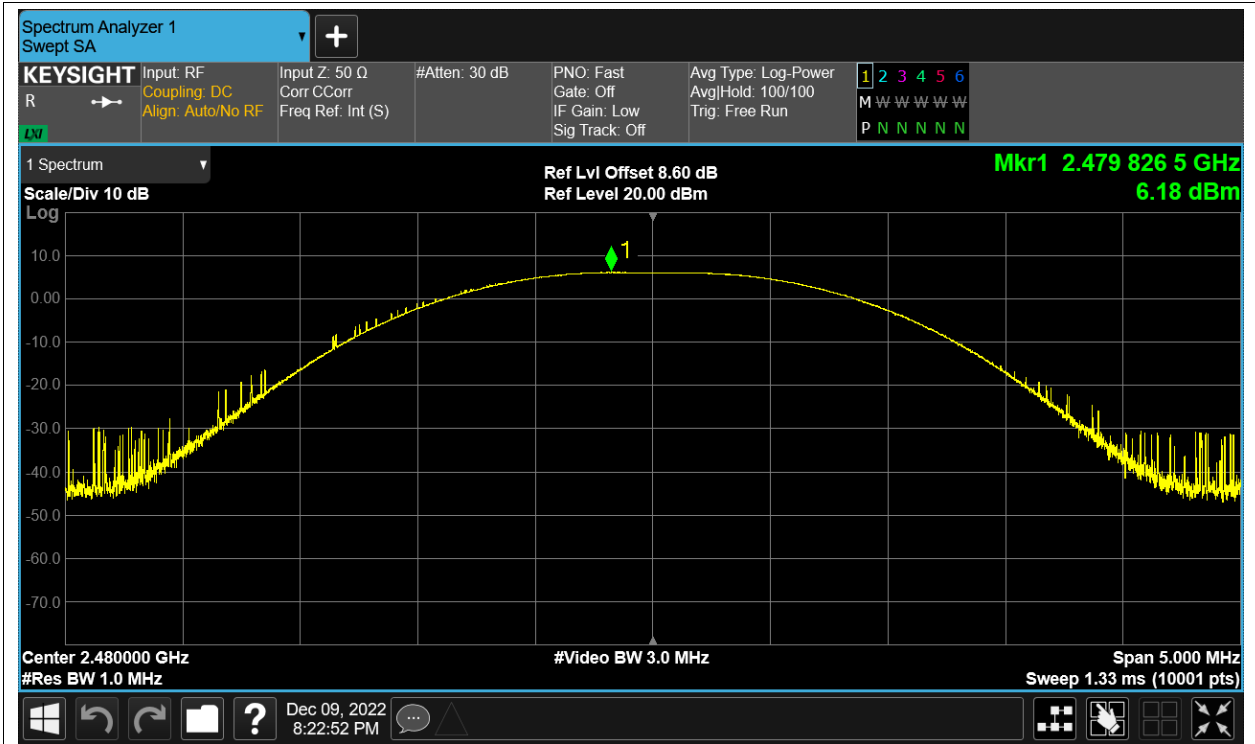 Spectrum Analyzer 1
Swept SA
+
KEYSIGHT
R
LXI
Input: RF
Coupling: DC
Align: Auto/No RF
Input Z: 50 Ω
Corr CCorr
Freq Ref: Int (S)
#Atten: 30 dB
PNO: Fast
Gate: Off
IF Gain: Low
Sig Track: Off
Avg Type: Log-Power
Avg|Hold: 100/100
Trig: Free Run
1 2 3 4 5 6
M W W W W W W
P N N N N N N
1 Spectrum
Scale/Div 10 dB
Log
Ref Lvl Offset 8.60 dB
Ref Level 20.00 dBm
Mkr1 2.479 826 5 GHz
6.18 dBm
1
10.0
0.00
-10.0
-20.0
-30.0
-40.0
-50.0
-60.0
-70.0
Center 2.480000 GHz
#Video BW 3.0 MHz
Span 5.000 MHz
#Res BW 1.0 MHz
Sweep 1.33 ms (10001 pts)
?
Dec 09, 2022
8:22:52 PM